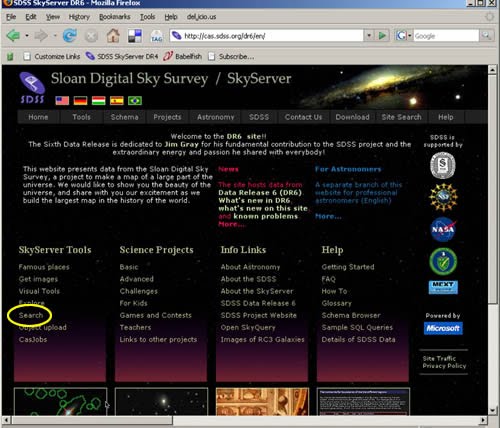 SDSS SkyServer DR6 - Mozilla Firefox
File Edit View History Bookmarks Tools Help del.icio.us
TAG http://cas.sdss.org/dr6/en/ Google
Customize Links SDSS SkyServer DR4 Babelfish Subscribe...
Sloan Digital Sky Survey / SkyServer
SDSS
Home Tools Schema Projects Astronomy SDSS Contact Us Download Site Search Help
Welcome to the DR6 site!!
The Sixth Data Release is dedicated to Jim Gray for his fundamental contribution to the SDSS project and the
extraordinary energy and passion he shared with everybody!
This website presents data from the Sloan Digital Sky
Survey, a project to make a map of a large part of the
universe. We would like to show you the beauty of the
universe, and share with you our excitement as we
build the largest map in the history of the world.
News
The site hosts data from
Data Release 6 (DR6).
What's new in DR6,
what's new on this site,
and known problems
More...
For Astronomers
A separate branch of this
website for professional
astronomers (English)
More...
SDSS is
supported by
NSF
NASA
MEXT
Powered by
Microsoft
Site Traffic
Privacy Policy
SkyServer Tools
Famous places
Get images
Visual Tools
Explore
Search
Object upload
CasJobs
Science Projects
Basic
Advanced
Challenges
For Kids
Games and Contests
Teachers
Links to other projects
Info Links
About Astronomy
About the SDSS
About the SkyServer
SDSS Data Release 6
SDSS Project Website
Open SkyQuery
Images of RC3 Galaxies
Help
Getting Started
FAQ
How To
Glossary
Schema Browser
Sample SQL Queries
Details of SDSS Data